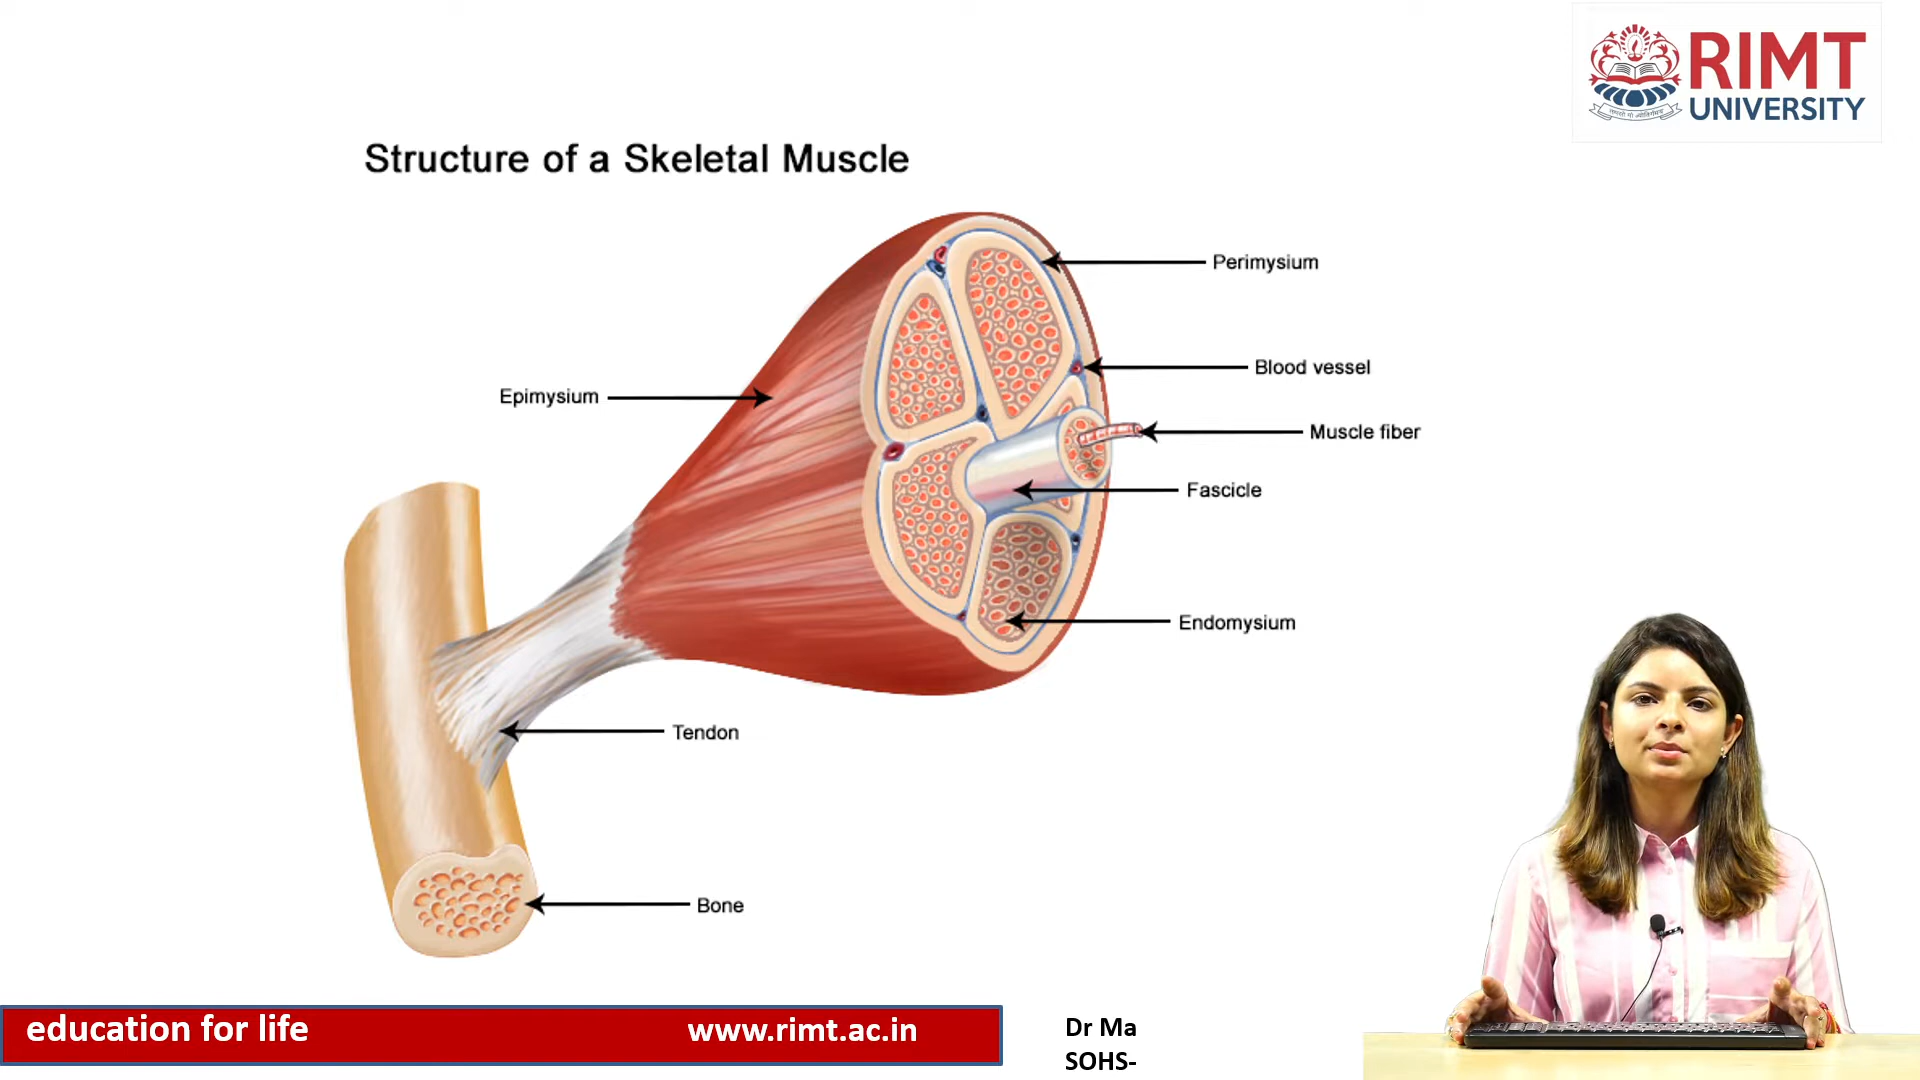 RIMT
UNIVERSITY
Structure of a Skeletal Muscle
Perimysium
Blood vessel
Epimysium
Muscle fiber
Fascicle
Endomysium
Tendon
Bone
education for life
www.rimt.ac.in
Dr Ma
SOHS-